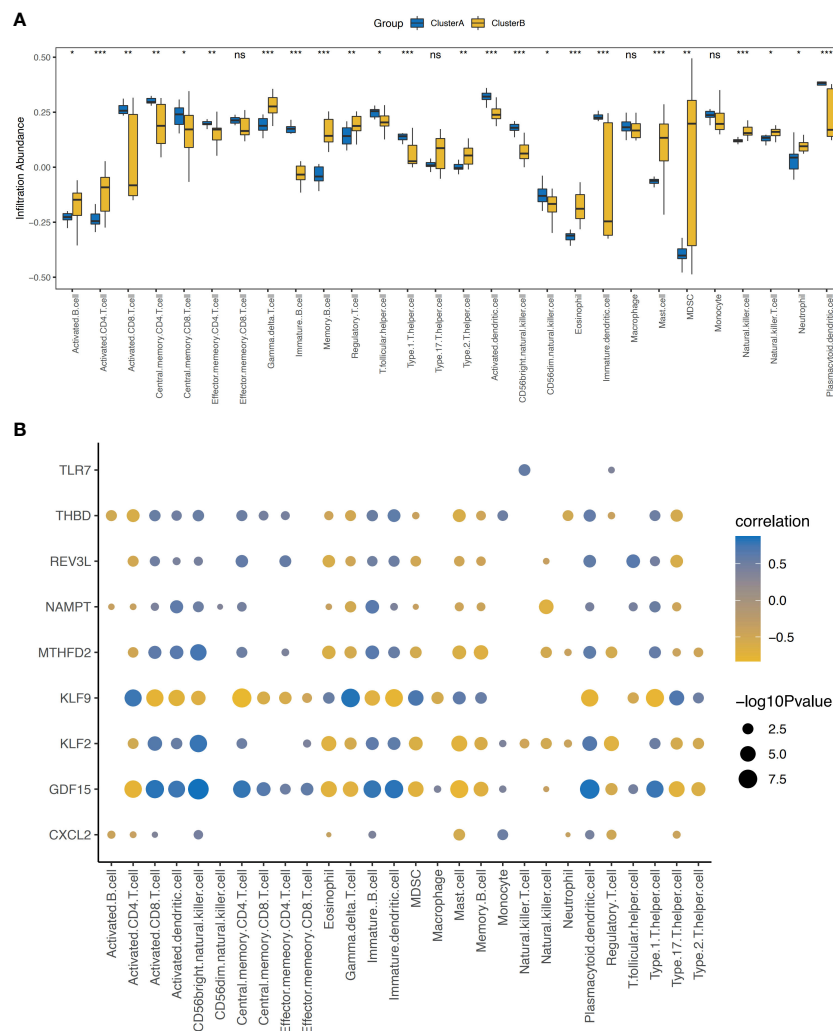 A
Group ClusterA ClusterB
* *** ** ** * ** ns *** *** *** ** * *** ns ** *** *** * *** *** ns *** ** ns *** * * ***
Infiltration Abundance
0.50
0.25
0.00
−0.25
−0.50
Activated.B.cell
Activated.CD4.T.cell
Activated.CD8.T.cell
Central.memory.CD4.T.cell
Central.memory.CD8.T.cell
Effector.memeory.CD4.T.cell
Effector.memeory.CD8.T.cell
Gamma.delta.T.cell
Immature..B.cell
Memory.B.cell
Regulatory.T.cell
T.follicular.helper.cell
Type.1.T.helper.cell
Type.17.T.helper.cell
Type.2.T.helper.cell
Activated.dendritic.cell
CD56bright.natural.killer.cell
CD56dim.natural.killer.cell
Eosinophil
Immature.dendritic.cell
Macrophage
Mast.cell
MDSC
Monocyte
Natural.killer.cell
Natural.killer.T.cell
Neutrophil
Plasmacytoid.dendritic.cell
B
TLR7
THBD
REV3L
NAMPT
MTHFD2
KLF9
KLF2
GDF15
CXCL2
Activated.B.cell
Activated.CD4.T.cell
Activated.CD8.T.cell
Activated.dendritic.cell
CD56bright.natural.killer.cell
CD56dim.natural.killer.cell
Central.memory.CD4.T.cell
Central.memory.CD8.T.cell
Effector.memeory.CD4.T.cell
Effector.memeory.CD8.T.cell
Eosinophil
Gamma.delta.T.cell
Immature..B.cell
Immature.dendritic.cell
MDSC
Macrophage
Mast.cell
Memory.B.cell
Monocyte
Natural.killer.T.cell
Natural.killer.cell
Neutrophil
Plasmacytoid.dendritic.cell
Regulatory.T.cell
T.follicular.helper.cell
Type.1.T.helper.cell
Type.17.T.helper.cell
Type.2.T.helper.cell
correlation
0.5
0.0
−0.5
−log10Pvalue
2.5
5.0
7.5